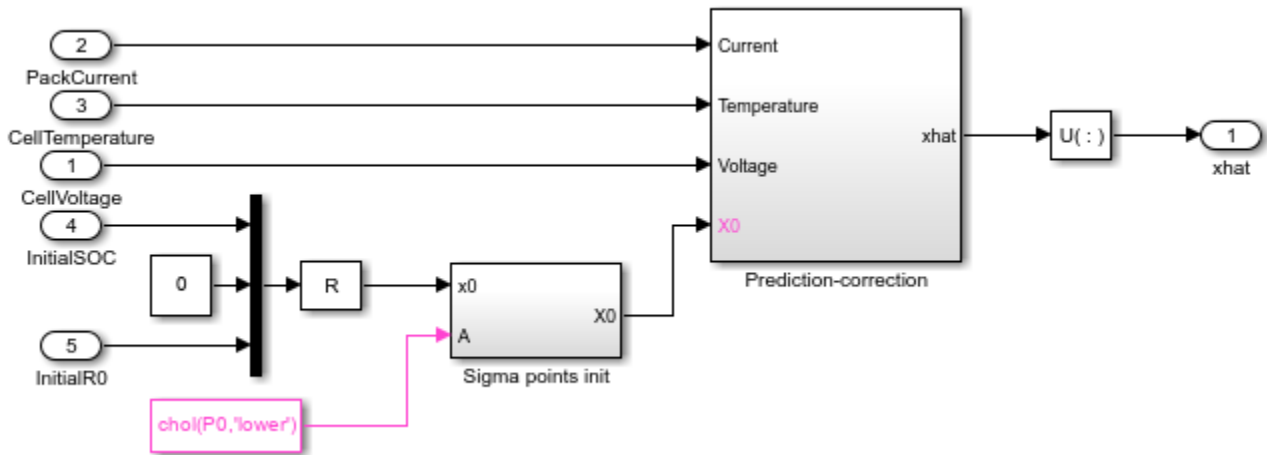 2
PackCurrent
3
CellTemperature
1
CellVoltage
4
InitialSOC
0
5
InitialR0
R
chol(P0,'lower')
x0
A
X0
Sigma points init
Current
Temperature
Voltage
X0
xhat
Prediction-correction
U( : )
1
xhat